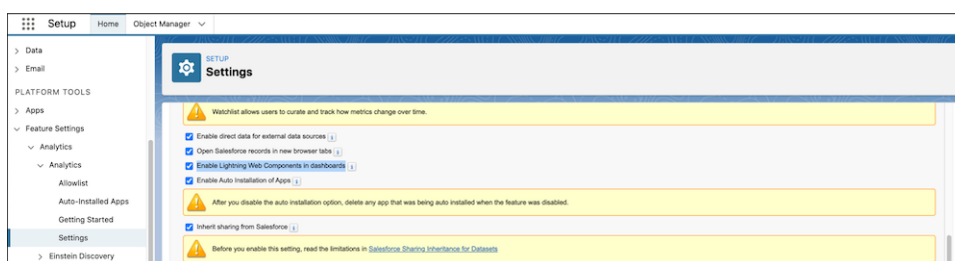 Setup
Home
Object Manager
Data
Email
PLATFORM TOOLS
Apps
Feature Settings
Analytics
Analytics
Allowlist
Auto-Installed Apps
Getting Started
Settings
Einstein Discovery
SETUP
Settings
Watchlist allows users to curate and track how metrics change over time.
Enable direct data for external data sources i
Open Salesforce records in new browser tabs i
Enable Lightning Web Components in dashboards i
Enable Auto Installation of Apps i
After you disable the auto installation option, delete any app that was being auto installed when the feature was disabled.
Inherit sharing from Salesforce i
Before you enable this setting, read the limitations in Salesforce Sharing Inheritance for Datasets